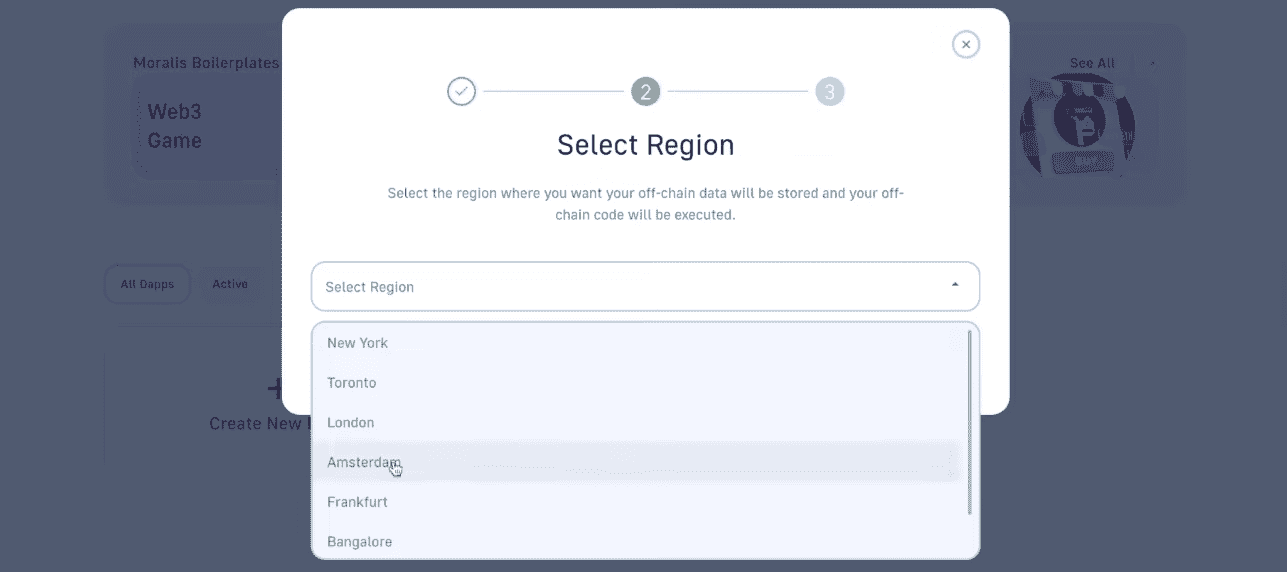 Moralis Boilerplates
See All
Web3
Game
2
3
Select Region
Select the region where you want your off-chain data will be stored and your off-
chain code will be executed.
All Dapps
Active
Select Region
New York
Toronto
London
Amsterdam
Frankfurt
Bangalore
Create New